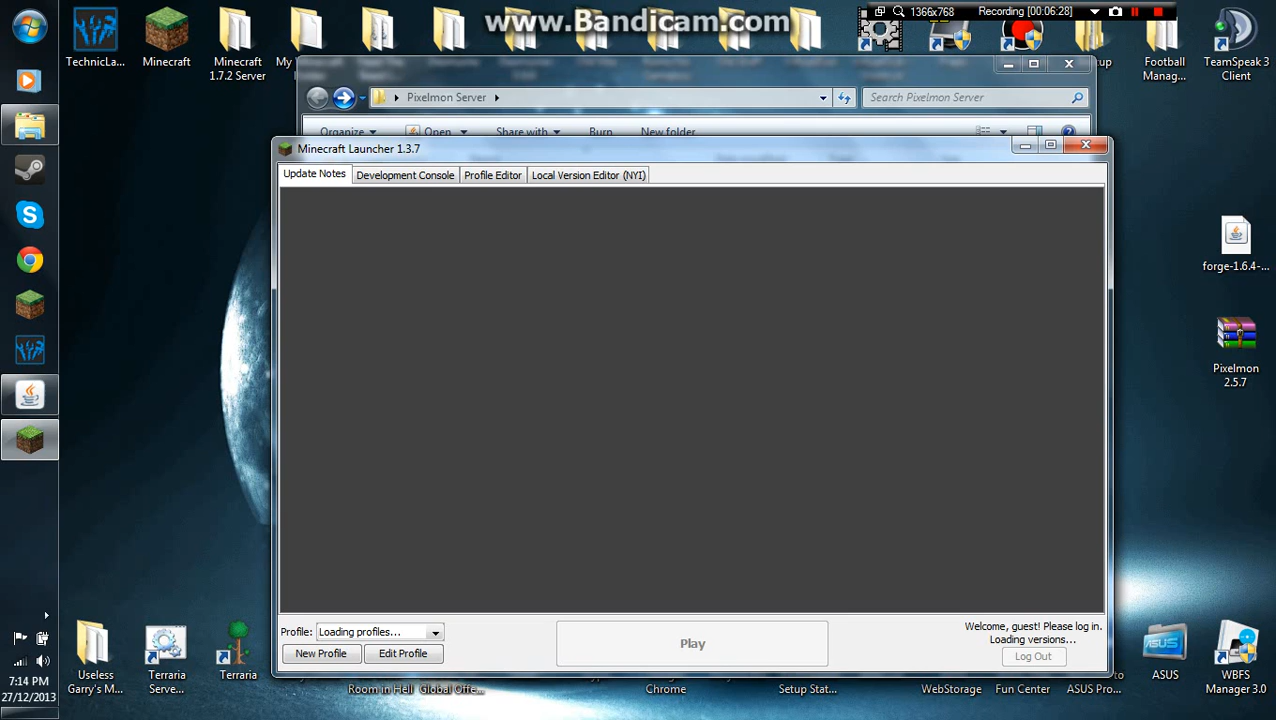 www.Bandicam.com
1366x768 Recording [00:06:28]
TechnicLa...
Minecraft
Minecraft
1.7.2 Server
My
up
Football
Manag...
TeamSpeak 3
Client
Pixelmon Server
Search Pixelmon Server
Organize Open Share with Burn New folder
Minecraft Launcher 1.3.7
Update Notes Development Console Profile Editor Local Version Editor (NYI)
forge-1.6.4-...
Pixelmon
2.5.7
Profile: Loading profiles...
New Profile Edit Profile
Play
Welcome, guest! Please log in.
Loading versions...
Log Out
Useless
Garry's M...
Terraria
Serve...
Terraria
Room in Hell
Global Offe...
Chrome
Setup Stat...
WebStorage
Fun Center
ASUS Pro...
ASUS
WBFS
Manager 3.0
7:14 PM
27/12/2013